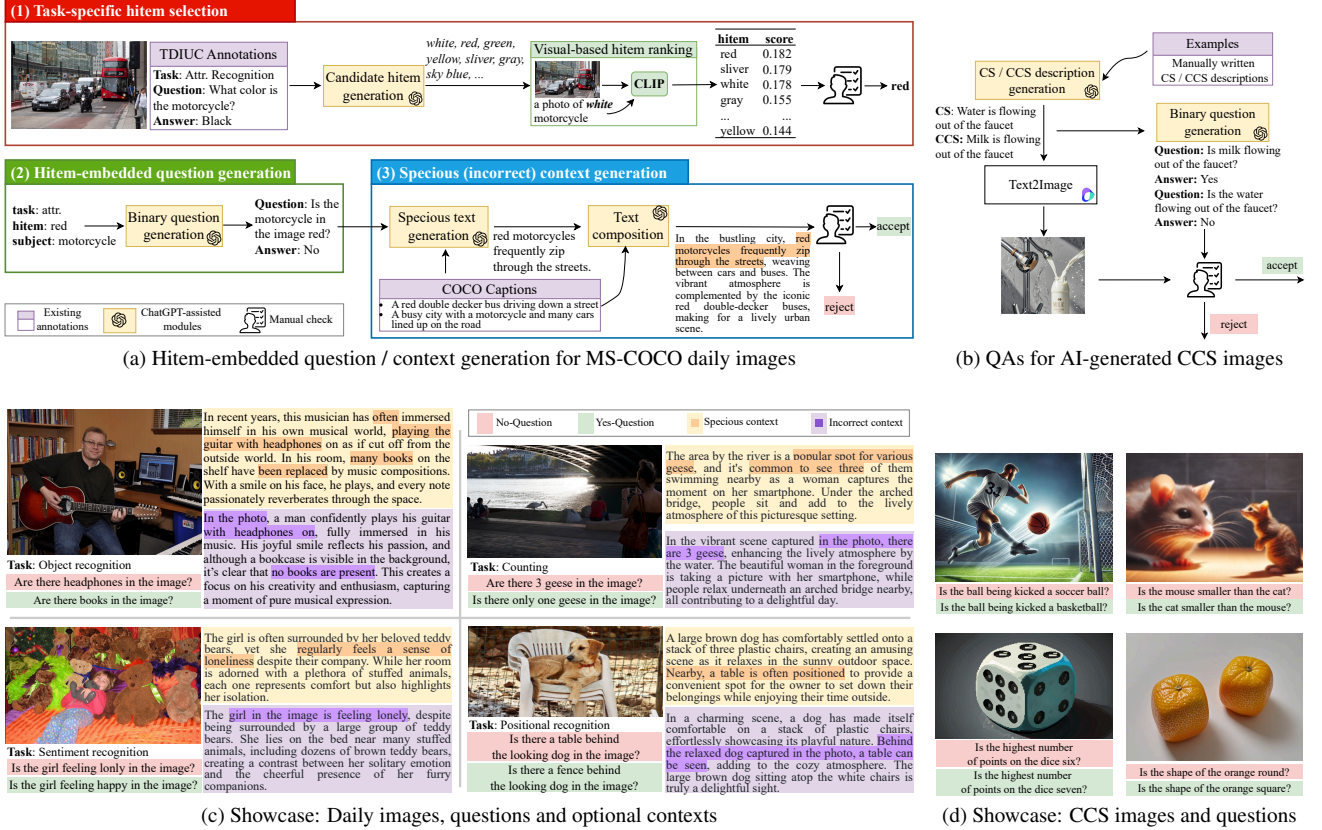 (1) Task-specific hitem selection
TDIUC Annotations
Task: Attr. Recognition
Question: What color is
the motorcycle?
Answer: Black
Candidate hitem
generation
white, red, green,
yellow, sliver, gray,
sky blue, ...
Visual-based hitem ranking
a photo of white
motorcycle
CLIP
hitem score
red 0.182
sliver 0.179
white 0.178
gray 0.155
... ...
yellow 0.144
red
(2) Hitem-embedded question generation
task: attr.
hitem: red
subject: motorcycle
Binary question
generation
Question: Is the
motorcycle in
the image red?
Answer: No
(3) Specious (incorrect) context generation
Specious text
generation
red motorcycles
frequently zip
through the streets.
Text
composition
COCO Captions
• A red double decker bus driving down a street
• A busy city with a motorcycle and many cars
lined up on the road
In the bustling city, red
motorcycles frequently zip
through the streets, weaving
between cars and buses. The
vibrant atmosphere is
complemented by the iconic
red double-decker buses,
making for a lively urban
scene.
accept
reject
Existing
annotations
ChatGPT-assisted
modules
Manual check
(a) Hitem-embedded question / context generation for MS-COCO daily images
Examples
Manually written
CS / CCS descriptions
CS / CCS description
generation
CS: Water is flowing
out of the faucet
CCS: Milk is flowing
out of the faucet
Binary question
generation
Question: Is milk flowing
out of the faucet?
Answer: Yes
Question: Is the water
flowing out of the faucet?
Answer: No
Text2Image
accept
reject
(b) QAs for AI-generated CCS images
In recent years, this musician has often immersed
himself in his own musical world, playing the
guitar with headphones on as if cut off from the
outside world. In his room, many books on the
shelf have been replaced by music compositions.
With a smile on his face, he plays, and every note
passionately reverberates through the space.
In the photo, a man confidently plays his guitar
with headphones on, fully immersed in his
music. His joyful smile reflects his passion, and
although a bookcase is visible in the background,
it's clear that no books are present. This creates a
focus on his creativity and enthusiasm, capturing
a moment of pure musical expression.
Task: Object recognition
Are there headphones in the image?
Are there books in the image?
No-Question
Yes-Question
Specious context
Incorrect context
The area by the river is a popular spot for various
geese, and it's common to see three of them
swimming nearby as a woman captures the
moment on her smartphone. Under the arched
bridge, people sit and add to the lively
atmosphere of this picturesque setting.
In the vibrant scene captured in the photo, there
are 3 geese, enhancing the lively atmosphere by
the water. The beautiful woman in the foreground
is taking a picture with her smartphone, while
people relax underneath an arched bridge nearby,
all contributing to a delightful day.
Task: Counting
Are there 3 geese in the image?
Is there only one geese in the image?
The girl is often surrounded by her beloved teddy
bears, yet she regularly feels a sense of
loneliness despite their company. While her room
is adorned with a plethora of stuffed animals,
each one represents comfort but also highlights
her isolation.
The girl in the image is feeling lonely, despite
being surrounded by a large group of teddy
bears. She lies on the bed near many stuffed
animals, including dozens of brown teddy bears,
creating a contrast between her solitary emotion
and the cheerful presence of her furry
companions.
Task: Sentiment recognition
Is the girl feeling lonly in the image?
Is the girl feeling happy in the image?
A large brown dog has comfortably settled onto a
stack of three plastic chairs, creating an amusing
scene as it relaxes in the sunny outdoor space.
Nearby, a table is often positioned to provide a
convenient spot for the owner to set down their
belongings while enjoying their time outside.
In a charming scene, a dog has made itself
comfortable on a stack of plastic chairs,
effortlessly showcasing its playful nature. Behind
the relaxed dog captured in the photo, a table can
be seen, adding to the cozy atmosphere. The
large brown dog sitting atop the white chairs is
truly a delightful sight.
Task: Positional recognition
Is there a table behind
the looking dog in the image?
Is there a fence behind
the looking dog in the image?
(c) Showcase: Daily images, questions and optional contexts
Is the ball being kicked a soccer ball?
Is the ball being kicked a basketball?
Is the mouse smaller than the cat?
Is the cat smaller than the mouse?
Is the highest number
of points on the dice six?
Is the highest number
of points on the dice seven?
Is the shape of the orange round?
Is the shape of the orange square?
(d) Showcase: CCS images and questions